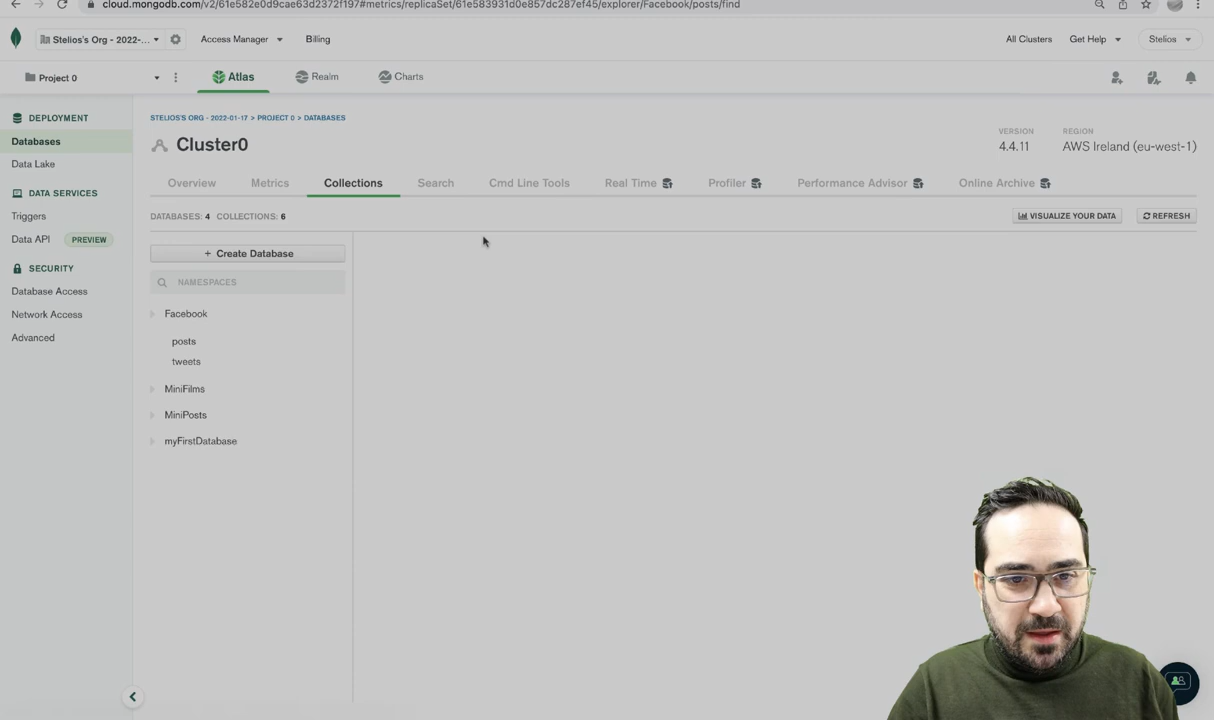 cloud.mongodb.com/v2/61e582e0d9cae63d2372f197#metrics/replicaSet/61e583931d0e857dc287ef45/explorer/Facebook/posts/find
Stelios's Org - 2022-...
Access Manager
Billing
All Clusters
Get Help
Stelios
Project 0
Atlas
Realm
Charts
DEPLOYMENT
Databases
Data Lake
DATA SERVICES
Triggers
Data API PREVIEW
SECURITY
Database Access
Network Access
Advanced
STELIOS'S ORG - 2022-01-17 > PROJECT 0 > DATABASES
Cluster0
VERSION
4.4.11
REGION
AWS Ireland (eu-west-1)
Overview
Metrics
Collections
Search
Cmd Line Tools
Real Time
Profiler
Performance Advisor
Online Archive
DATABASES: 4 COLLECTIONS: 6
VISUALIZE YOUR DATA
REFRESH
+ Create Database
NAMESPACES
Facebook
posts
tweets
MiniFilms
MiniPosts
myFirstDatabase